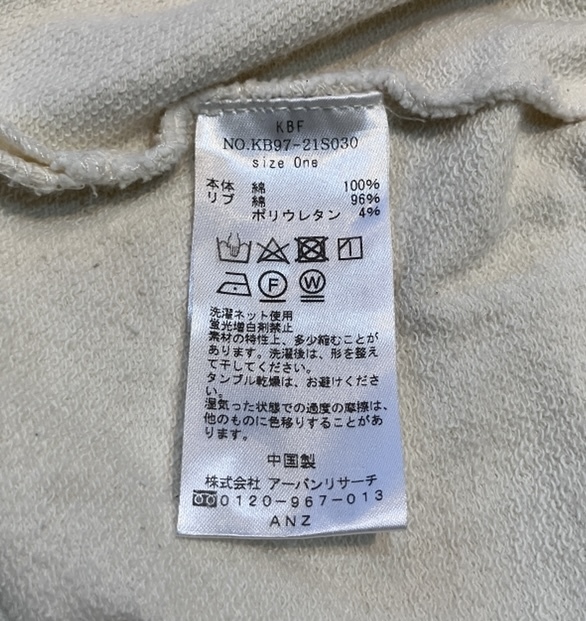 KBF
NO.KB97-21S030
size One
本体 綿 100%
リブ 綿 96%
ポリウレタン 4%
F W
洗濯ネット使用
蛍光増白剤禁止
素材の特性上、多少縮むことが
あります。洗濯後は、形を整え
て干してください。
タンブル乾燥は、お避けくださ
い。
湿気った状態での過度の摩擦は、
他のものに色移りすることがあ
ります。
中国製
株式会社 アーバンリサーチ
0120-967-013
ANZ